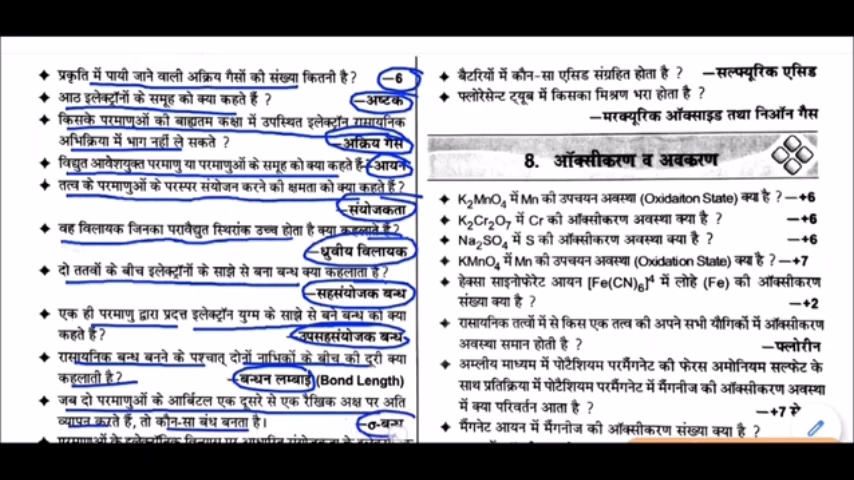 ✦ प्रकृति में पायी जाने वाली अक्रिय गैसों की संख्या कितनी है ? –6
✦ आठ इलेक्ट्रॉनों के समूह को क्या कहते हैं ? –अष्टक
✦ किसके परमाणुओं की बाह्यतम कक्षा में उपस्थित इलेक्ट्रॉन रासायनिक
अभिक्रिया में भाग नहीं ले सकते ? –अक्रिय गैस
✦ विद्युत आवेशयुक्त परमाणु या परमाणुओं के समूह को क्या कहते हैं–आयन
✦ तत्व के परमाणुओं के परस्पर संयोजन करने की क्षमता को क्या कहते हैं ?
–संयोजकता
✦ वह विलायक जिनका परावैद्युत स्थिरांक उच्च होता है क्या कहलाते है ?
–ध्रुवीय विलायक
✦ दो ततवों के बीच इलेक्ट्रॉनों के साझे से बना बन्ध क्या कहलाता है ?
–सहसंयोजक बन्ध
✦ एक ही परमाणु द्वारा प्रदत्त इलेक्ट्रॉन युग्म के साझे से बने बन्ध को क्या
कहते हैं ? उपसहसंयोजक बन्ध
✦ रासायनिक बन्ध बनने के पश्चात् दोनों नाभिकों के बीच की दूरी क्या
कहलाती है ? –बन्धन लम्बाई (Bond Length)
✦ जब दो परमाणुओं के आर्बिटल एक दूसरे से एक रैखिक अक्ष पर अति
व्यापन करते हैं, तो कौन-सा बंध बनता है। –σ-बन्ध
✦ बैटरियों में कौन-सा एसिड संग्रहित होता है ? –सल्फ्यूरिक एसिड
✦ फ्लोरेसेन्ट ट्यूब में किसका मिश्रण भरा होता है ?
–मरक्यूरिक ऑक्साइड तथा निऑन गैस
8. ऑक्सीकरण व अवकरण
✦ K₂MnO₄ में Mn की उपचयन अवस्था (Oxidaiton State) क्या है ? –+6
✦ K₂Cr₂O₇ में Cr की ऑक्सीकरण अवस्था क्या है ? –+6
✦ Na₂SO₄ में S की ऑक्सीकरण अवस्था क्या है ? –+6
✦ KMnO₄ में Mn की उपचयन अवस्था (Oxidation State) क्या है ? –+7
✦ हेक्सा साइनोफेरेट आयन [Fe(CN)₆]⁴ में लोहे (Fe) की ऑक्सीकरण
संख्या क्या है ? –+2
✦ रासायनिक तत्वों में से किस एक तत्व की अपने सभी यौगिकों में ऑक्सीकरण
अवस्था समान होती है ? –फ्लोरीन
✦ अम्लीय माध्यम में पोटैशियम परमैंगनेट की फेरस अमोनियम सल्फेट के
साथ प्रतिक्रिया में पोटैशियम परमैंगनेट में मैंगनीज की ऑक्सीकरण अवस्था
में क्या परिवर्तन आता है ? –+7 से
✦ मैंगनेट आयन में मैंगनीज की ऑक्सीकरण संख्या क्या है ?